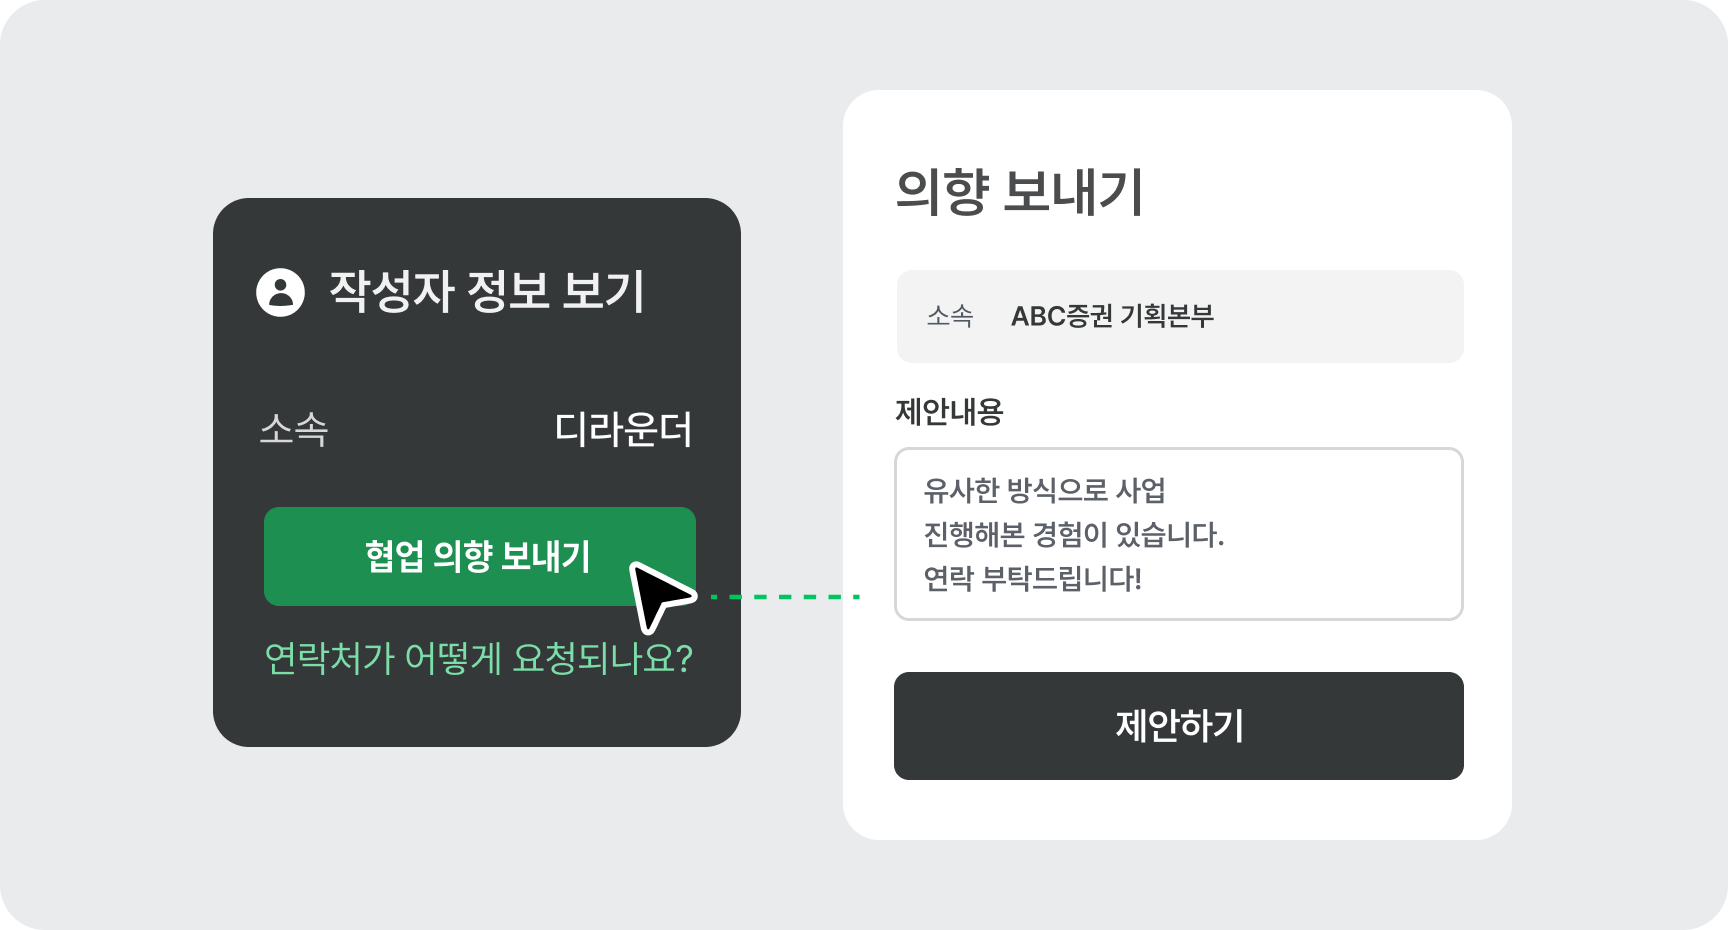 작성자 정보 보기
소속 디라운더
협업 의향 보내기
연락처가 어떻게 요청되나요?
의향 보내기
소속 ABC증권 기획본부
제안내용
유사한 방식으로 사업
진행해본 경험이 있습니다.
연락 부탁드립니다!
제안하기